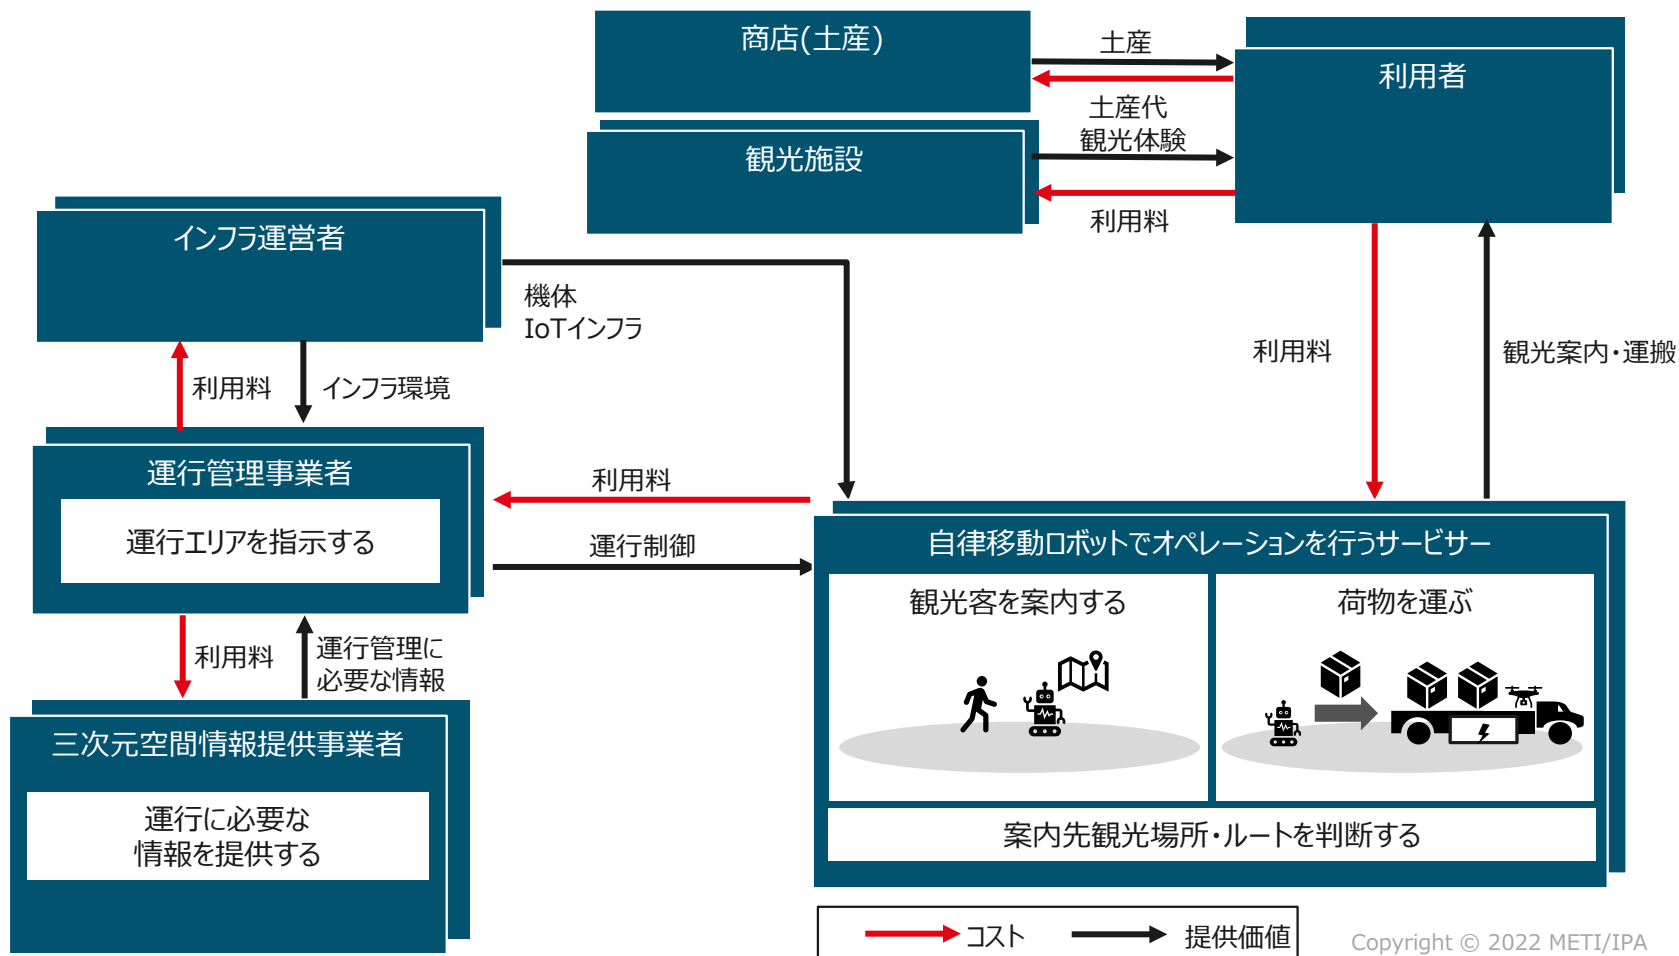 商店(土産)
土産
利用者
土産代
観光体験
観光施設
利用料
インフラ運営者
機体
IoTインフラ
利用料
観光案内・運搬
利用料
インフラ環境
運行管理事業者
運行エリアを指示する
利用料
運行制御
自律移動ロボットでオペレーションを行うサービサー
観光客を案内する
荷物を運ぶ
案内先観光場所・ルートを判断する
利用料
運行管理に
必要な情報
三次元空間情報提供事業者
運行に必要な
情報を提供する
コスト
提供価値
Copyright © 2022 METI/IPA